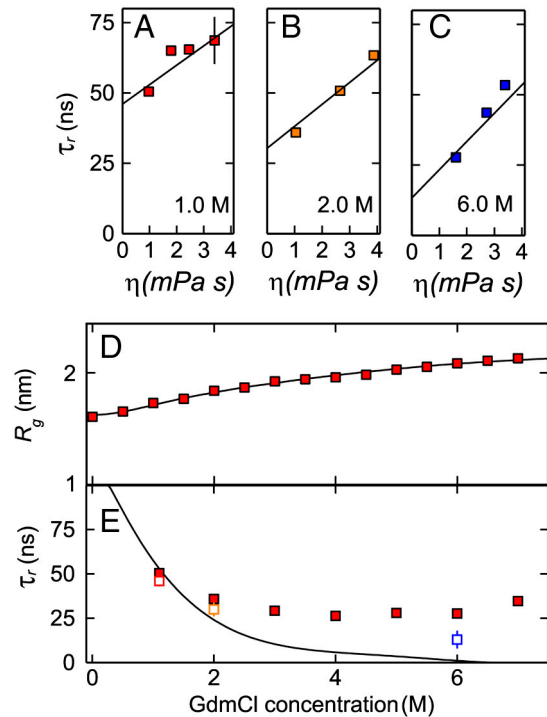 A B C
75
50
25
0
τr (ns)
1.0 M 2.0 M 6.0 M
0 1 2 3 4 0 1 2 3 4 0 1 2 3 4
η(mPa s) η(mPa s) η(mPa s)
D
2
1
Rg (nm)
E
75
50
25
0
τr (ns)
0 2 4 6
GdmCl concentration (M)